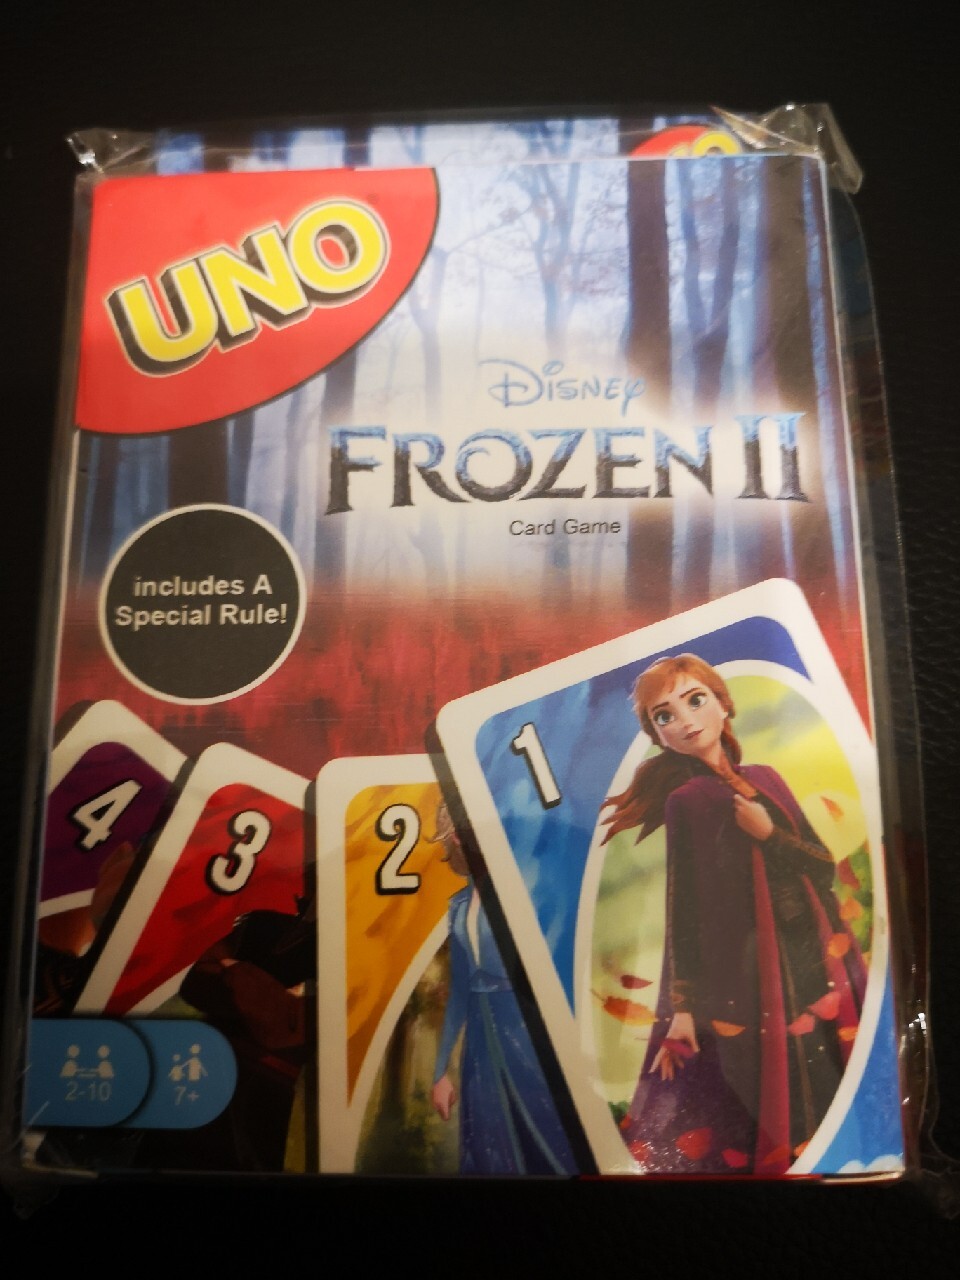 UNO
Disney
FROZEN II
Card Game
includes A
Special Rule!
4
3
2
1
2-10
7+